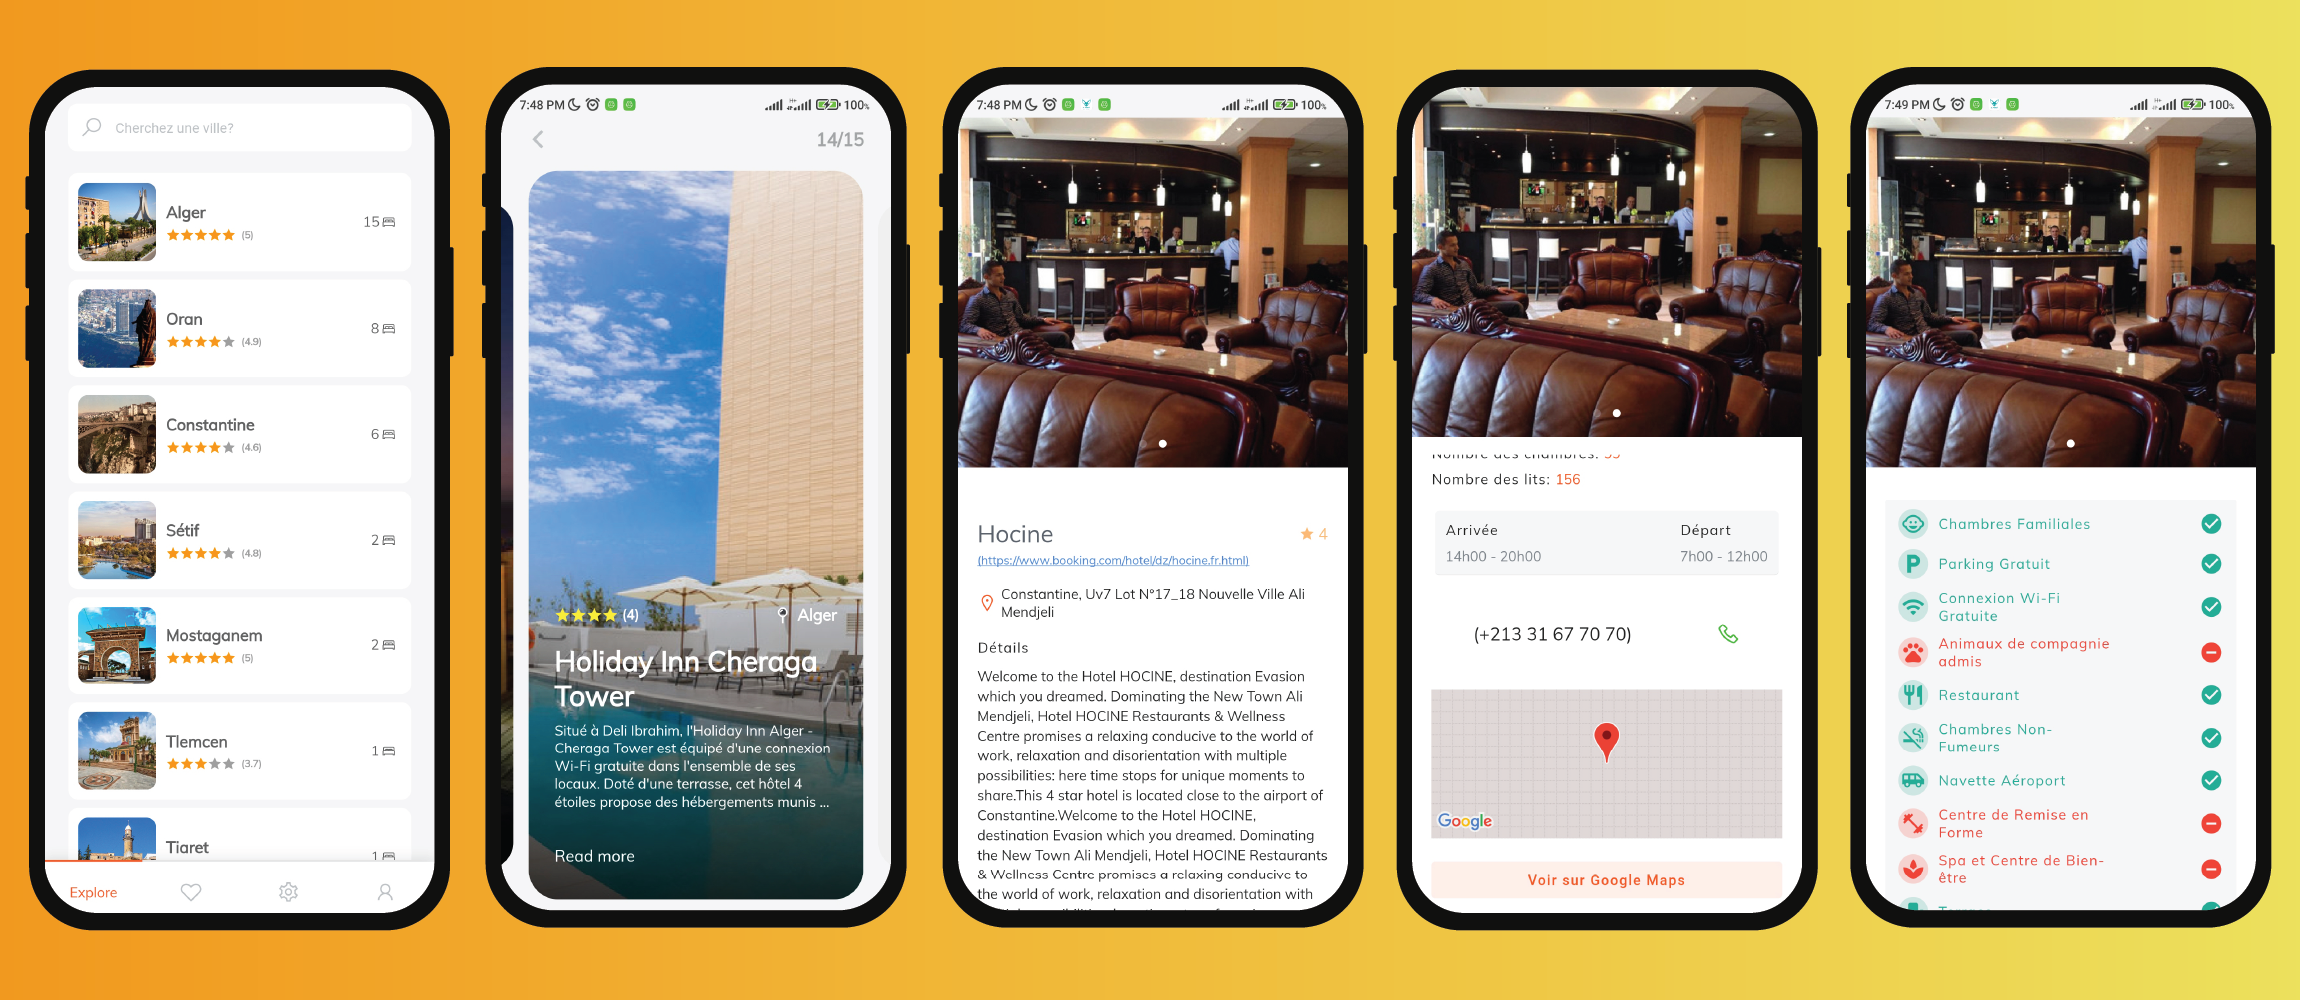 Cherchez une ville?
Alger
(5)
15
Oran
(4.9)
8
Constantine
(4.6)
6
Sétif
(4.8)
2
Mostaganem
(5)
2
Tlemcen
(3.7)
1
Tiaret
1
Explore
7:48 PM
100%
14/15
(4)
Alger
Holiday Inn Cheraga
Tower
Situé à Deli Ibrahim, l'Holiday Inn Alger -
Cheraga Tower est équipé d'une connexion
Wi-Fi gratuite dans l'ensemble de ses
locaux. Doté d'une terrasse, cet hôtel 4
étoiles propose des hébergements munis ...
Read more
7:48 PM
100%
Hocine
4
(https://www.booking.com/hotel/dz/hocine.fr.html)
Constantine, Uv7 Lot N°17_18 Nouvelle Ville Ali
Mendjeli
Détails
Welcome to the Hotel HOCINE, destination Evasion
which you dreamed. Dominating the New Town Ali
Mendjeli, Hotel HOCINE Restaurants & Wellness
Centre promises a relaxing conducive to the world of
work, relaxation and disorientation with multiple
possibilities: here time stops for unique moments to
share.This 4 star hotel is located close to the airport of
Constantine.Welcome to the Hotel HOCINE,
destination Evasion which you dreamed. Dominating
the New Town Ali Mendjeli, Hotel HOCINE Restaurants
& Wellness Centre promises a relaxing conducive to
the world of work, relaxation and disorientation with
Nombre des chambres:
Nombre des lits: 156
Arrivée
Départ
14h00 - 20h00
7h00 - 12h00
(+213 31 67 70 70)
Google
Voir sur Google Maps
7:49 PM
100%
Chambres Familiales
Parking Gratuit
Connexion Wi-Fi
Gratuite
Animaux de compagnie
admis
Restaurant
Chambres Non-
Fumeurs
Navette Aéroport
Centre de Remise en
Forme
Spa et Centre de Bien-
être